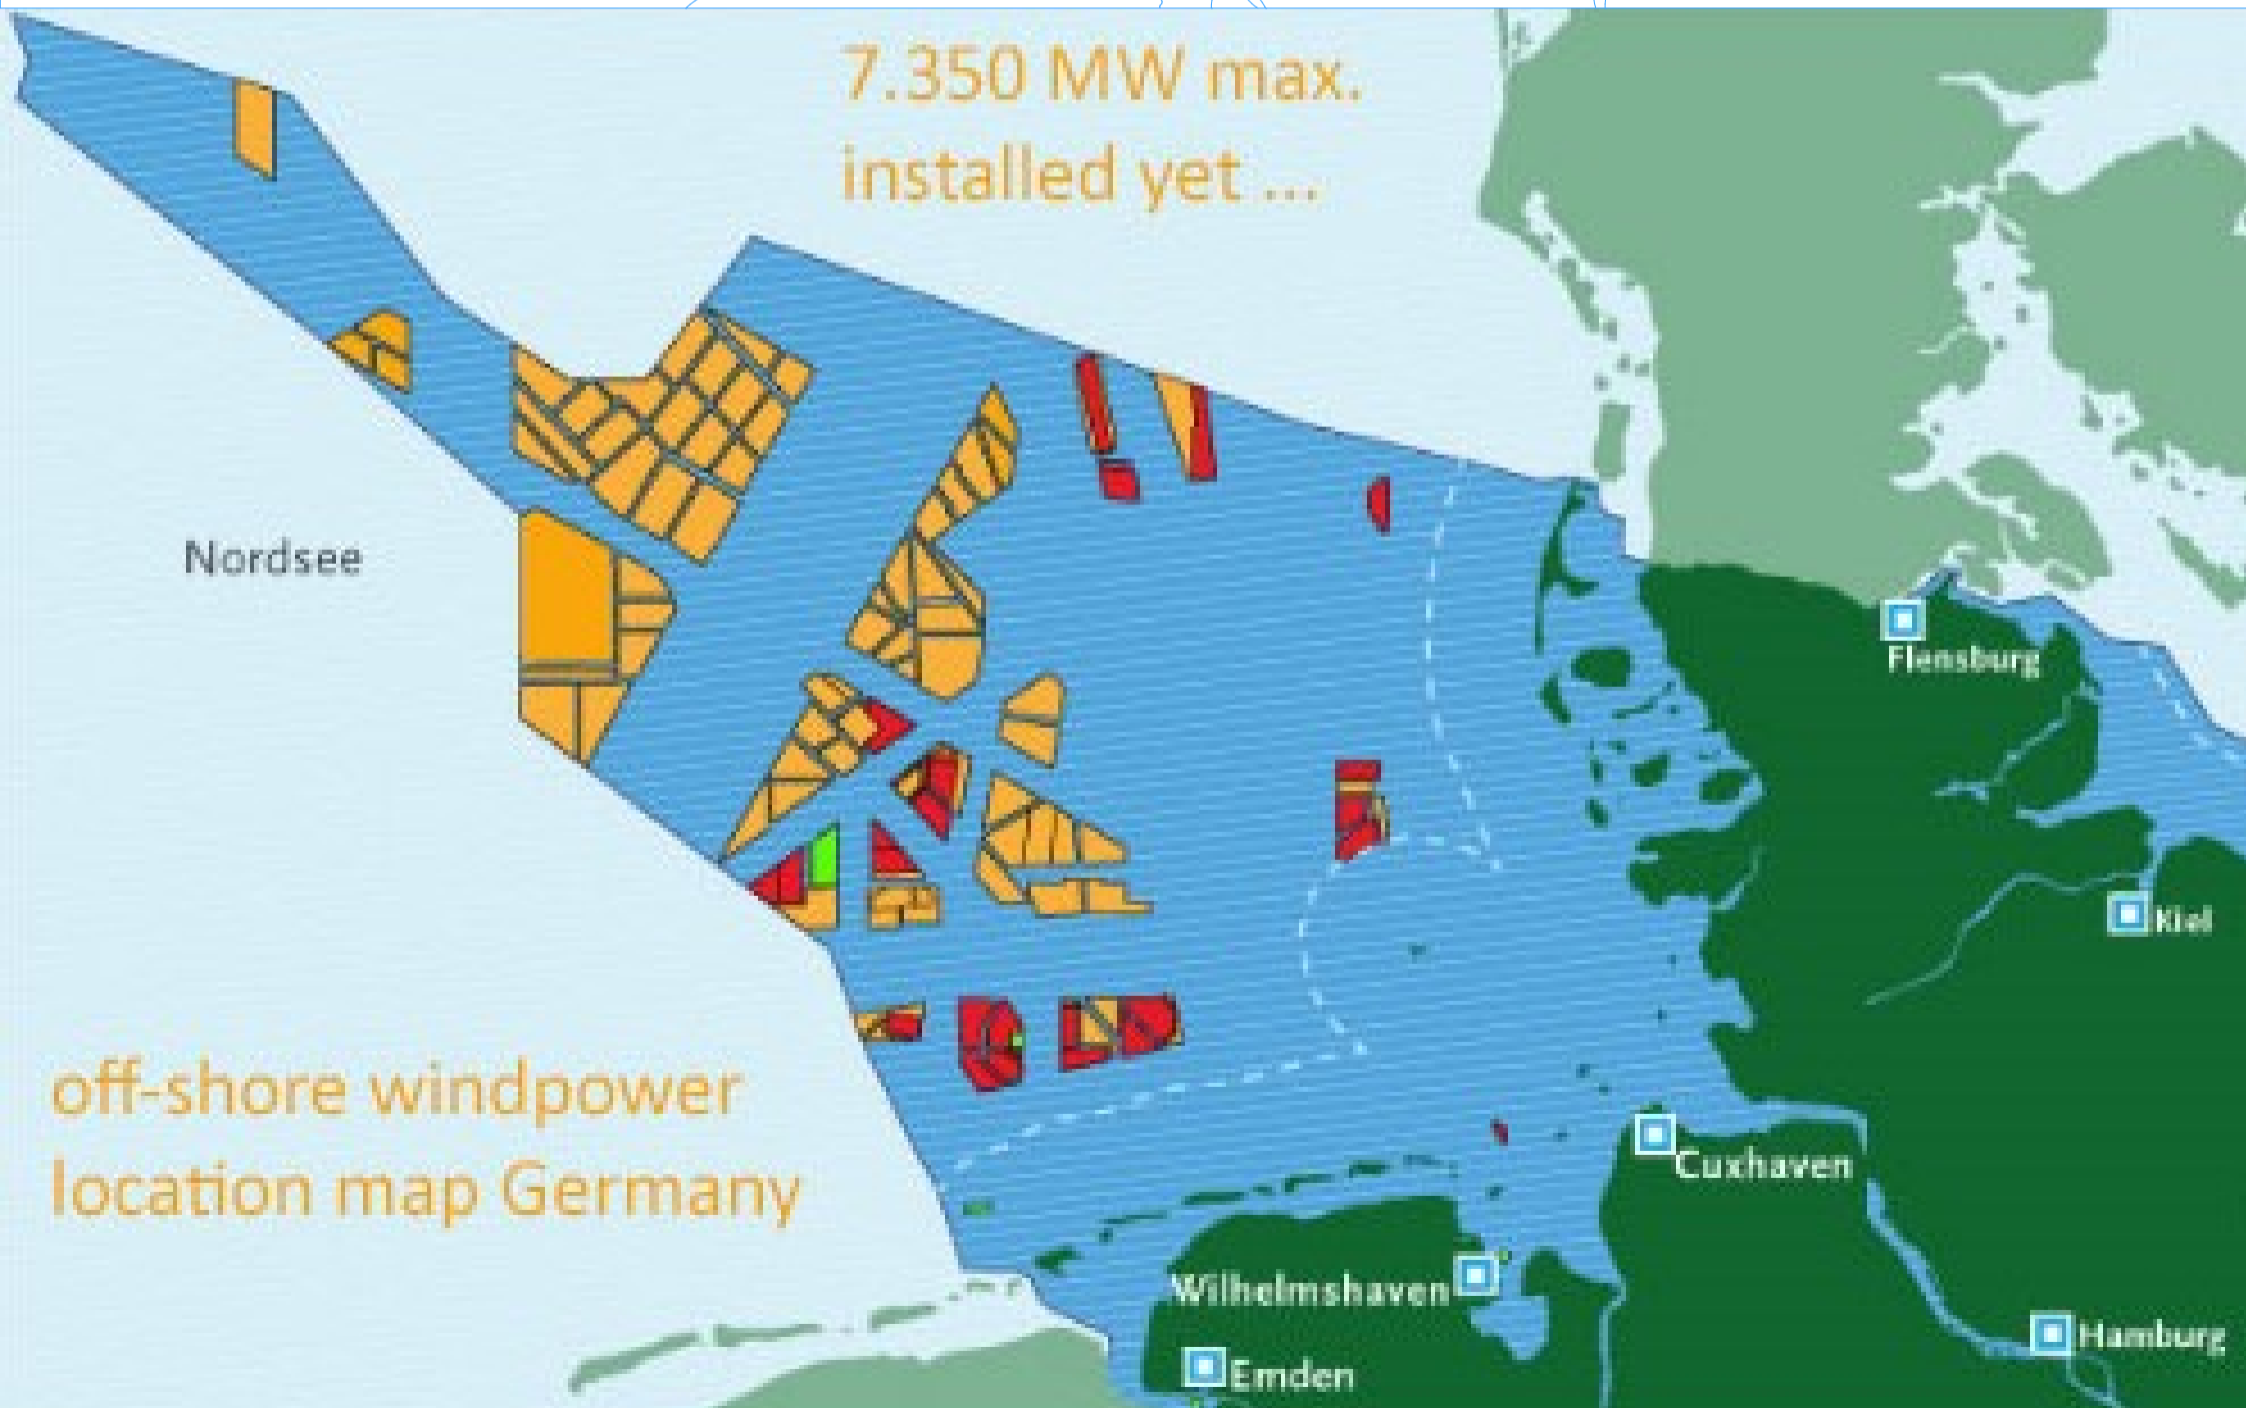 7.350 MW max.
installed yet ...
Nordsee
Flensburg
Kiel
off-shore windpower
location map Germany
Cuxhaven
Wilhelmshaven
Hamburg
Emden